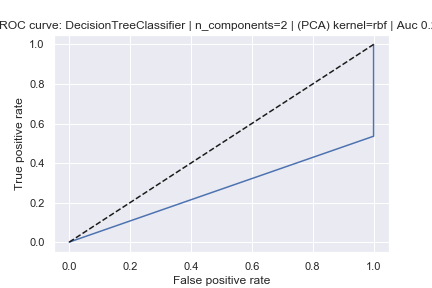 ROC curve: DecisionTreeClassifier | n_components=2 | (PCA) kernel=rbf | Auc 0.
1.0
0.8
0.6
0.4
0.2
0.0
True positive rate
0.0 0.2 0.4 0.6 0.8 1.0
False positive rate